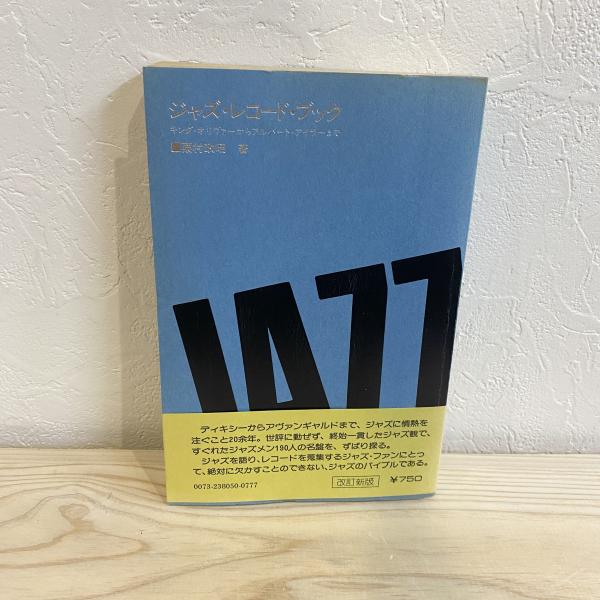 ジャズ・レコード・ブック
キング・オリヴァーからアルバート・アイラーまで
■粟村政昭 著
JAZZ
ディキシーからアヴァンギャルドまで、ジャズに情熱を
注ぐこと20余年。世評に動ぜず、終始一貫したジャズ観で、
すぐれたジャズメン190人の名盤を、ずばり探る。
ジャズを語り、レコードを蒐集するジャズ・ファンにとっ
て、絶対に欠かすことのできない、ジャズのバイブルである。
0073-238050-0777
改訂新版
¥750